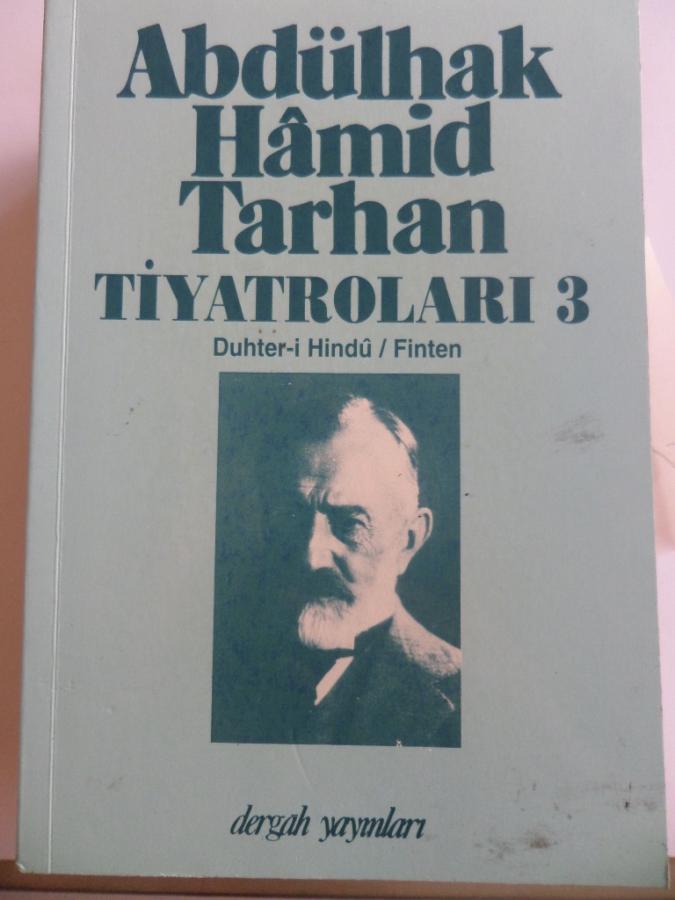 Abdülhak
Hâmid
Tarhan
TİYATROLARI 3
Duhter-i Hindû / Finten
dergah yayınları